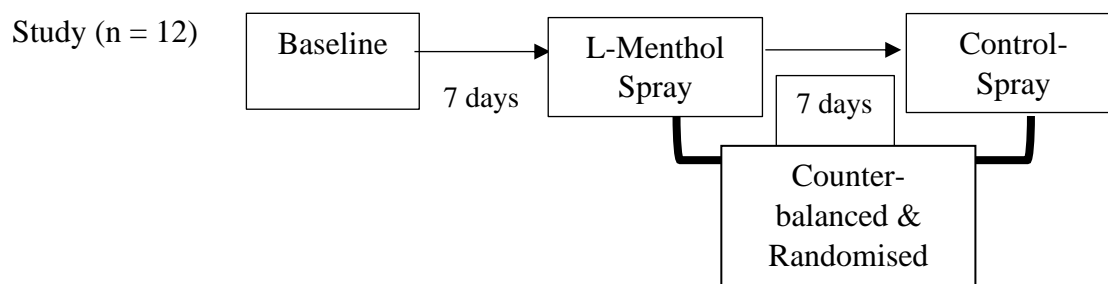 Study (n = 12)
Baseline
7 days
L-Menthol
Spray
7 days
Control-
Spray
Counter-
balanced &
Randomised